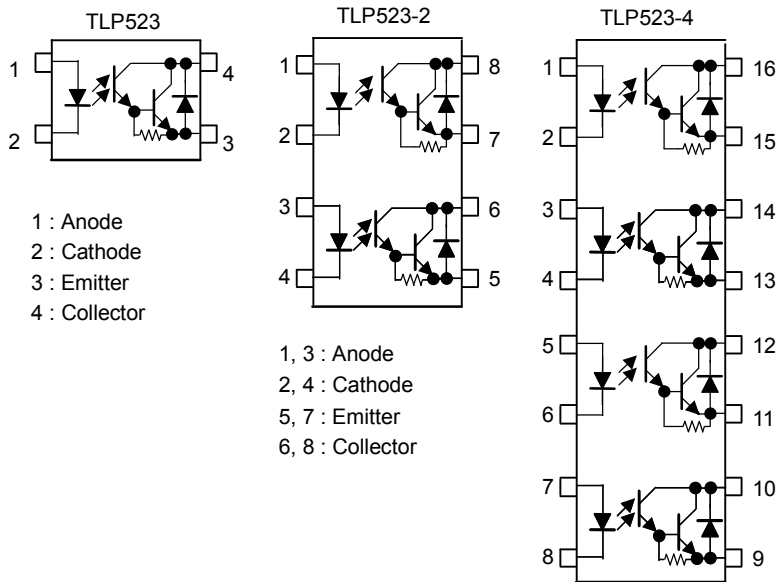 TLP523
1
2
4
3
1 : Anode
2 : Cathode
3 : Emitter
4 : Collector
TLP523-2
1
2
3
4
8
7
6
5
1, 3 : Anode
2, 4 : Cathode
5, 7 : Emitter
6, 8 : Collector
TLP523-4
1
2
3
4
5
6
7
8
16
15
14
13
12
11
10
9